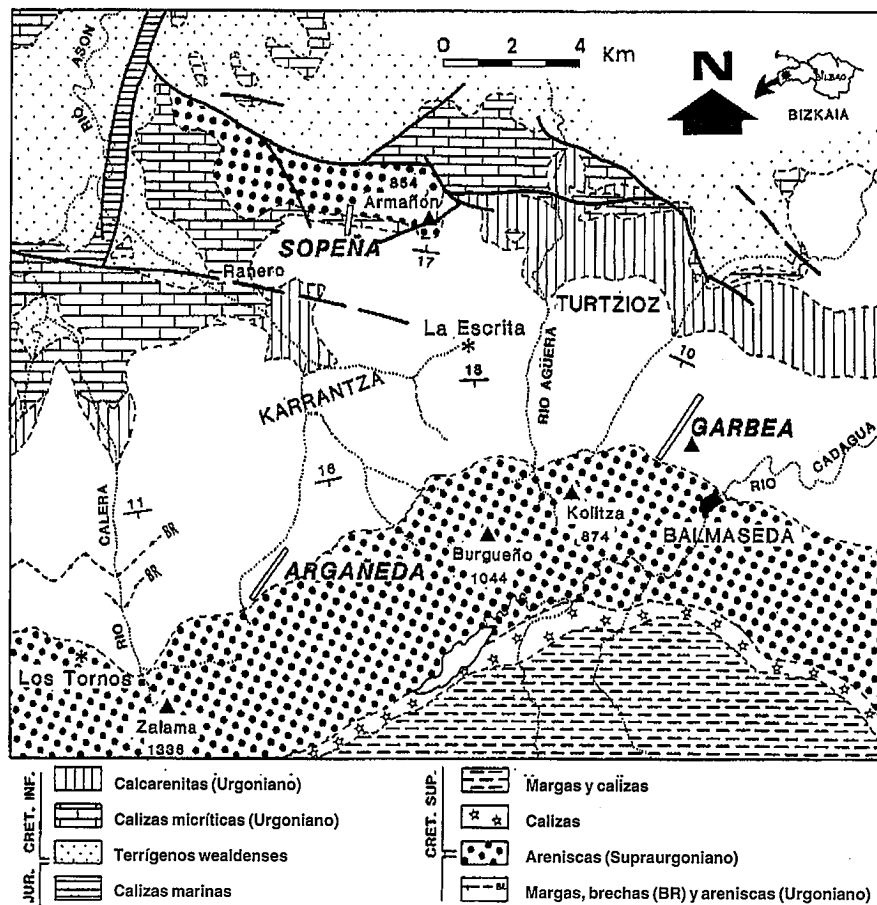 0 2 4 Km
N
BILBAO
BIZKAIA
RIO ASON
854
Armañón
SOPEÑA
17
Ranero
TURTZIOZ
La Escrita
18
10
RIO AGÜERA
KARRANTZA
GARBEA
RIO CADAGUA
16
11
CALERA
Kolitza
874
BALMASEDA
BR
Burgueño
1044
ARGAÑEDA
BR
RIO
Los Tornos
Zalama
1336
CRET. INF.
JUR.
Calcarenitas (Urgoniano)
Calizas micríticas (Urgoniano)
Terrígenos wealdenses
Calizas marinas
CRET. SUP.
Margas y calizas
Calizas
Areniscas (Supraurgoniano)
Margas, brechas (BR) y areniscas (Urgoniano)